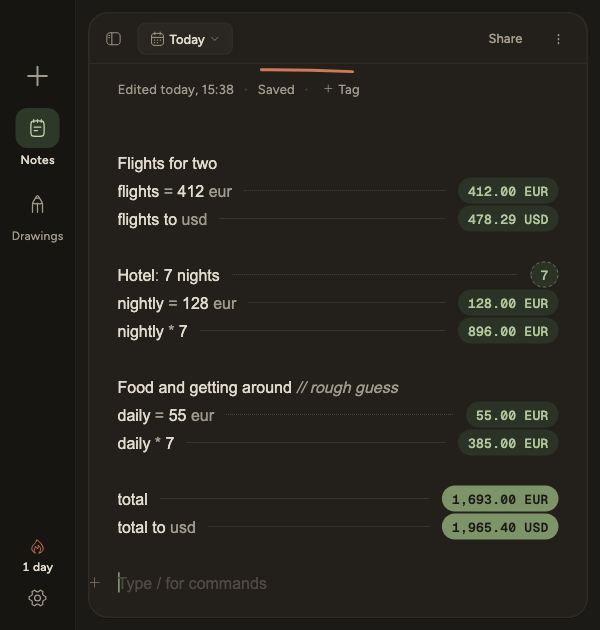 Today
Share
Edited today, 15:38 · Saved · + Tag
Notes
Drawings
Flights for two
flights = 412 eur 412.00 EUR
flights to usd 478.29 USD
Hotel: 7 nights 7
nightly = 128 eur 128.00 EUR
nightly * 7 896.00 EUR
Food and getting around // rough guess
daily = 55 eur 55.00 EUR
daily * 7 385.00 EUR
total 1,693.00 EUR
total to usd 1,965.40 USD
1 day
Type / for commands